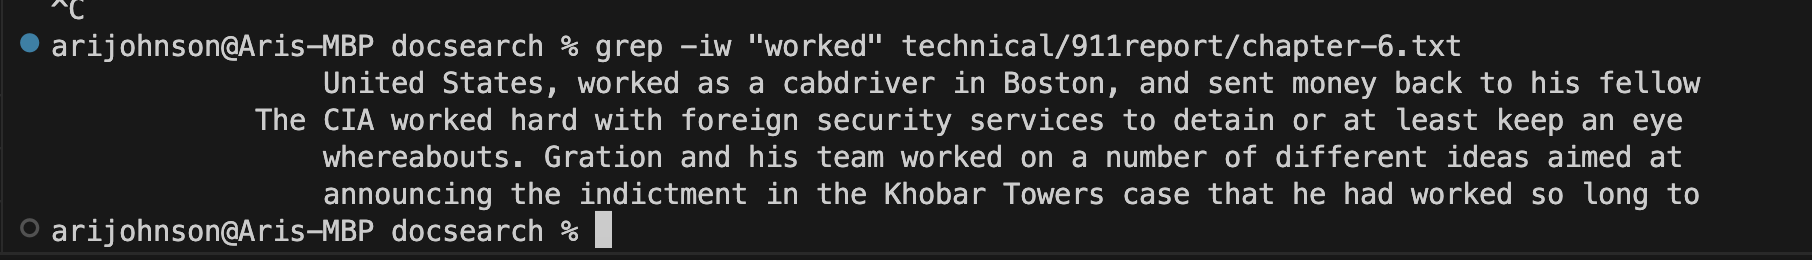 ^C
arijohnson@Aris-MBP docsearch % grep -iw "worked" technical/911report/chapter-6.txt
United States, worked as a cabdriver in Boston, and sent money back to his fellow
The CIA worked hard with foreign security services to detain or at least keep an eye
whereabouts. Gration and his team worked on a number of different ideas aimed at
announcing the indictment in the Khobar Towers case that he had worked so long to
arijohnson@Aris-MBP docsearch %